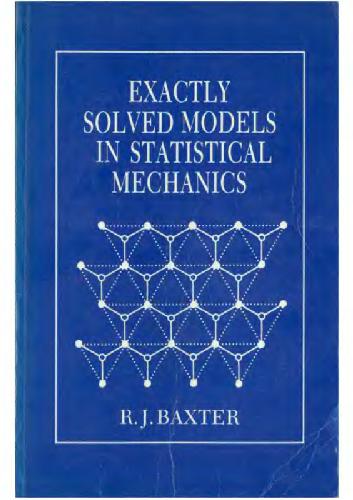 EXACTLY
SOLVED MODELS
IN STATISTICAL
MECHANICS
R. J. BAXTER